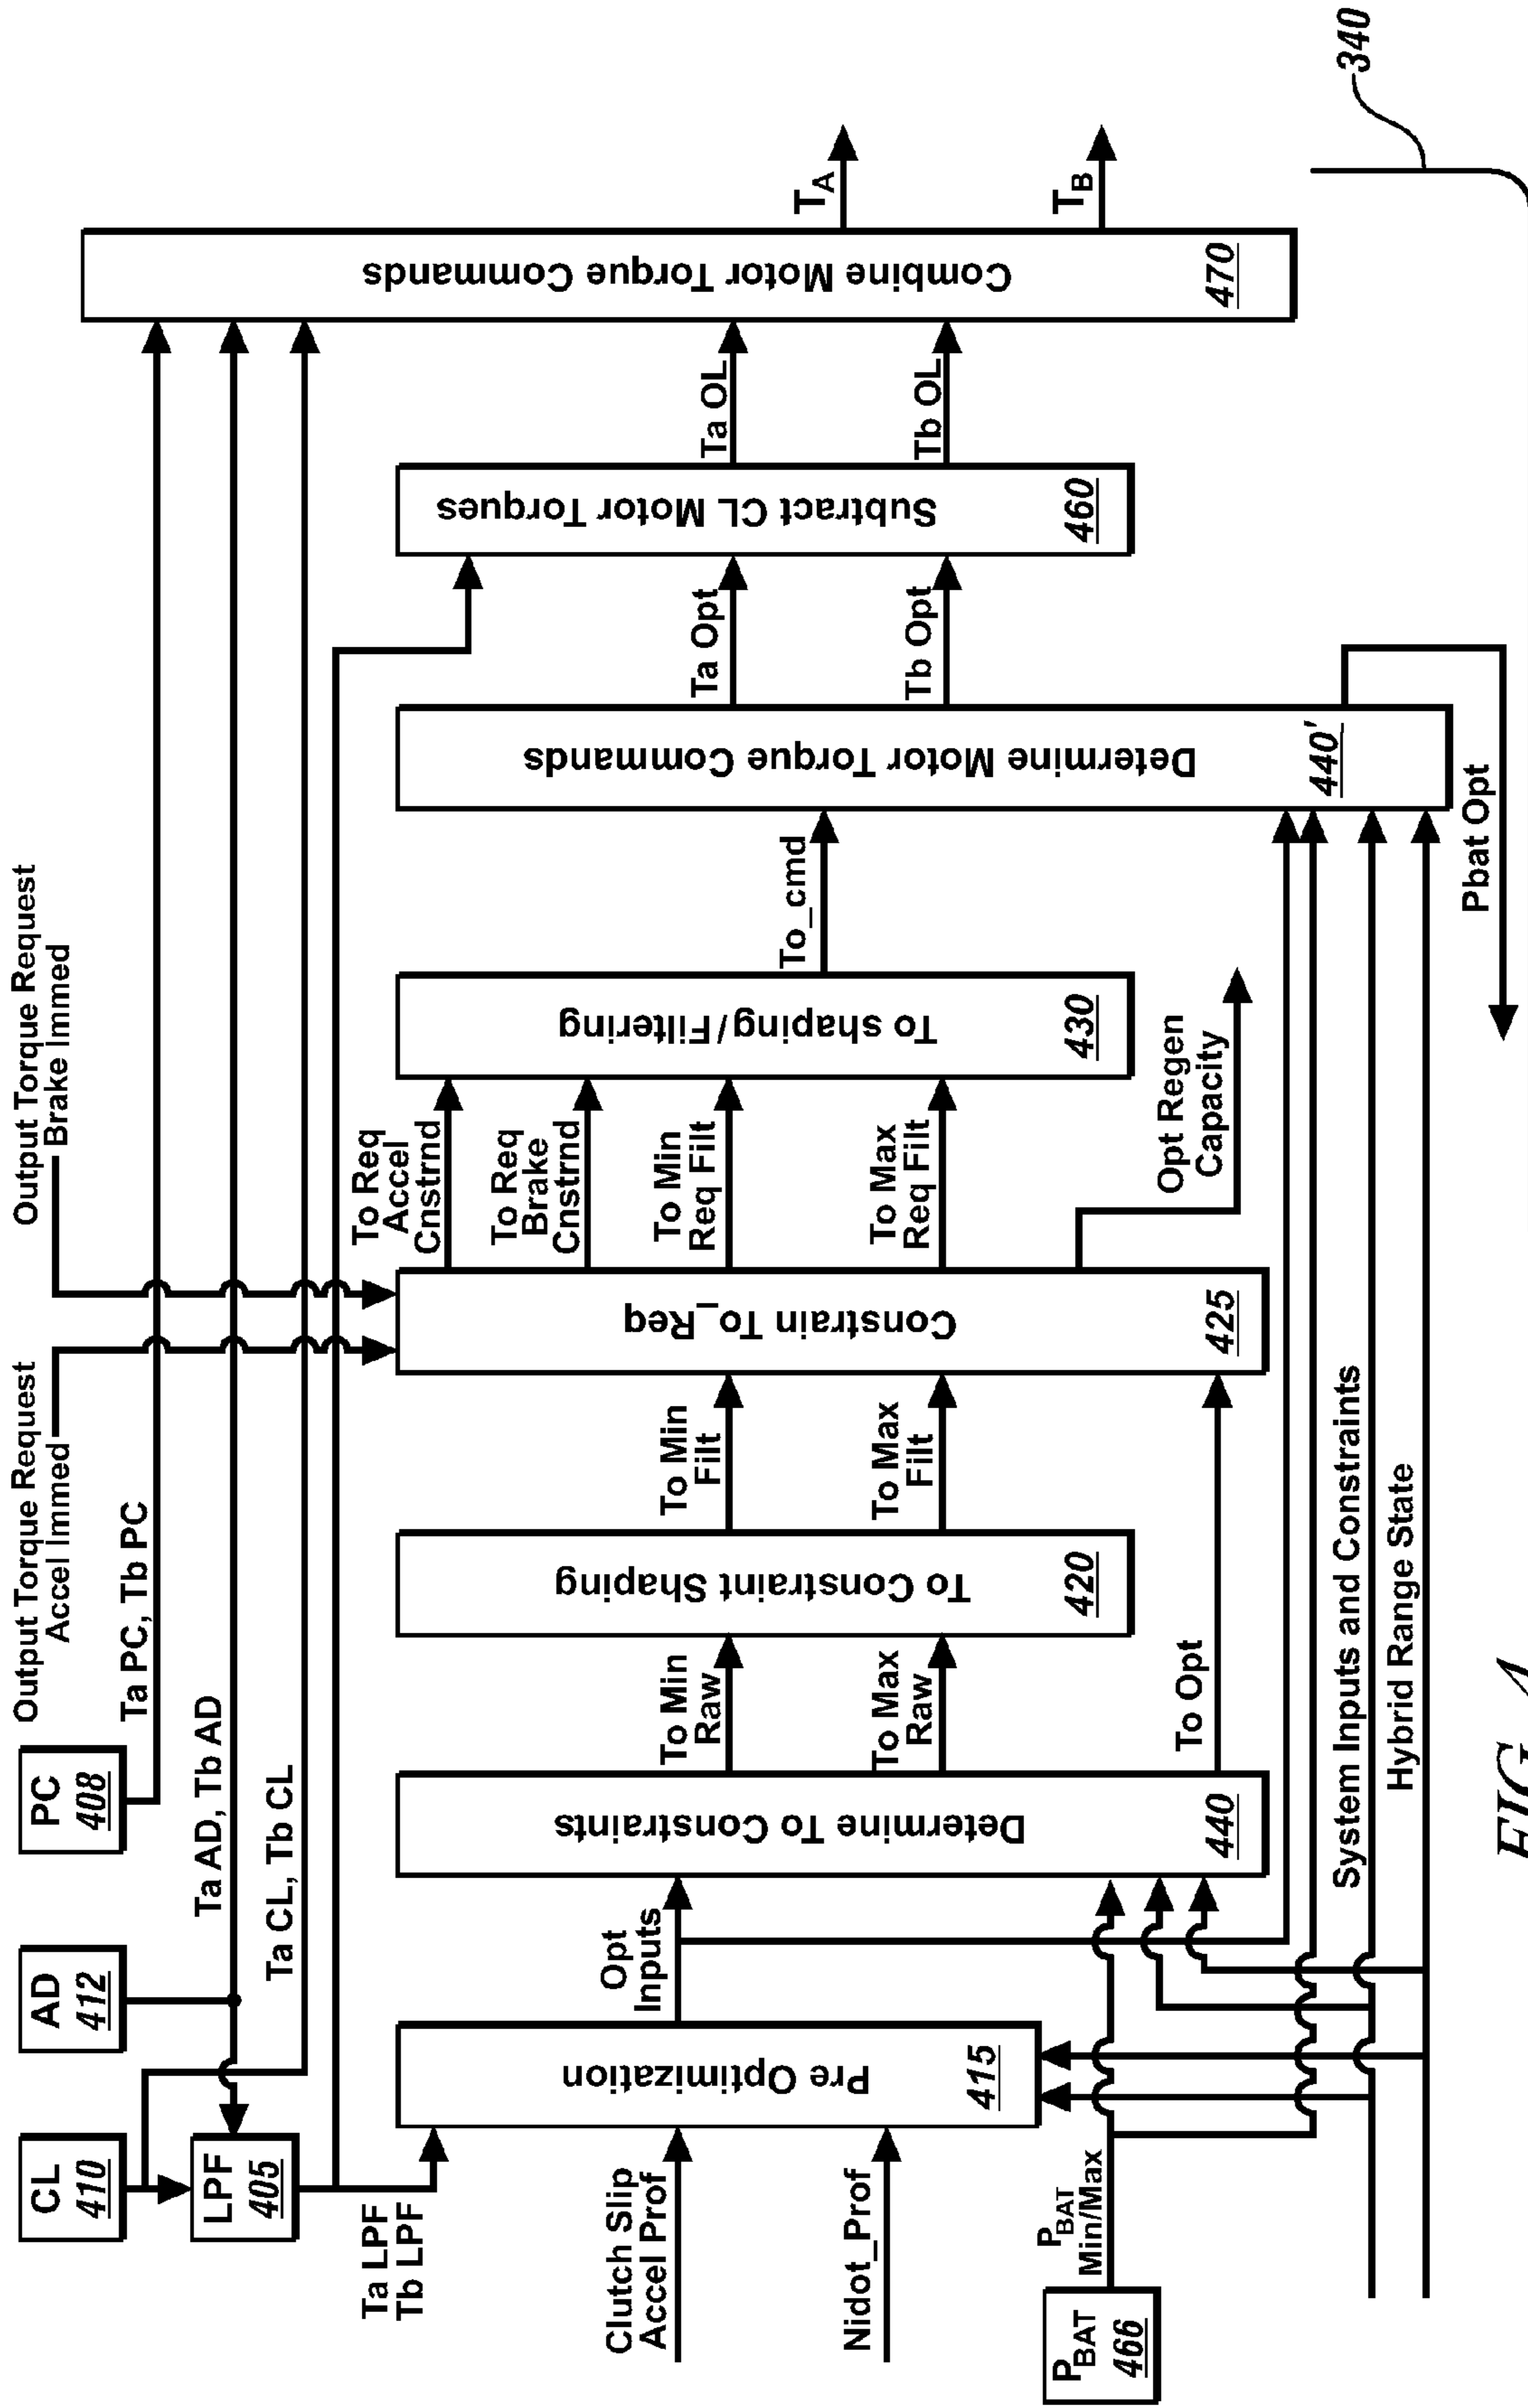 Output Torque Request
Brake Immed
Output Torque Request
Accel Immed
CL
410
AD
412
PC
408
LPF
405
Ta PC, Tb PC
Ta AD, Tb AD
Ta CL, Tb CL
Ta LPF
Tb LPF
Clutch Slip
Accel Prof
Nidot_Prof
P BAT
466
P BAT
Min/Max
Pre Optimization
415
Opt
Inputs
Determine To Constraints
440
To Min
Raw
To Max
Raw
To Opt
To Constraint Shaping
420
To Min
Filt
To Max
Filt
Constrain To_Req
425
To Req
Accel
Cnstrnd
To Req
Brake
Cnstrnd
To Min
Req Filt
To Max
Req Filt
Opt Regen
Capacity
To shaping/Filtering
430
To_cmd
Determine Motor Torque Commands
440'
Ta Opt
Tb Opt
Pbat Opt
Subtract CL Motor Torques
460
Ta OL
Tb OL
Combine Motor Torque Commands
470
T A
T B
System Inputs and Constraints
Hybrid Range State
340
FIG. 4